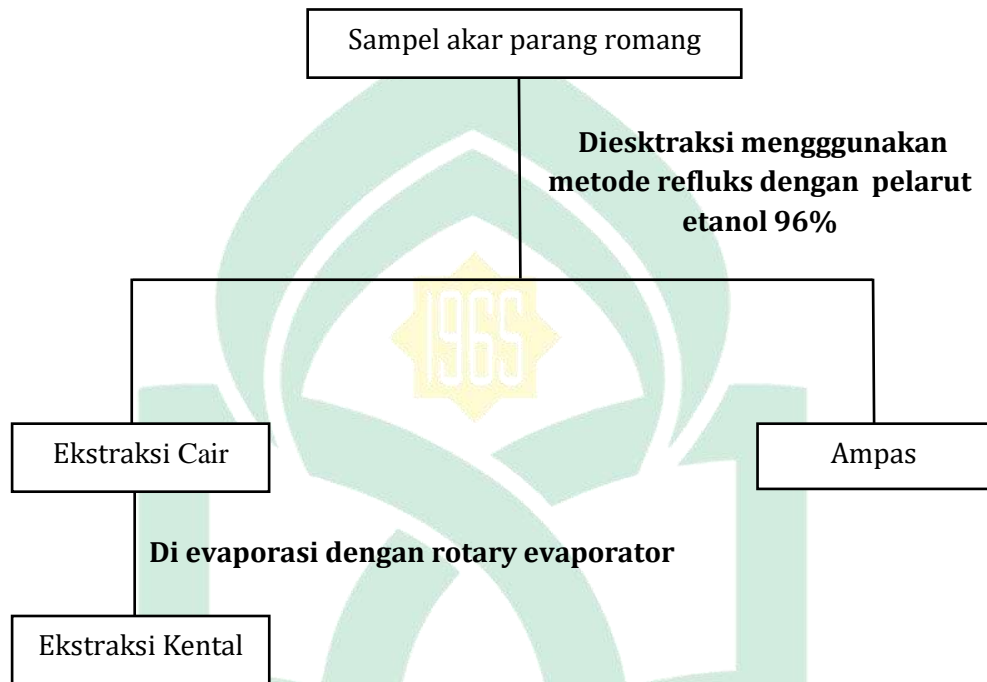 Sampel akar parang romang
Diesktraksi mengggunakan
metode refluks dengan pelarut
etanol 96%
1965
Ekstraksi Cair
Ampas
Di evaporasi dengan rotary evaporator
Ekstraksi Kental